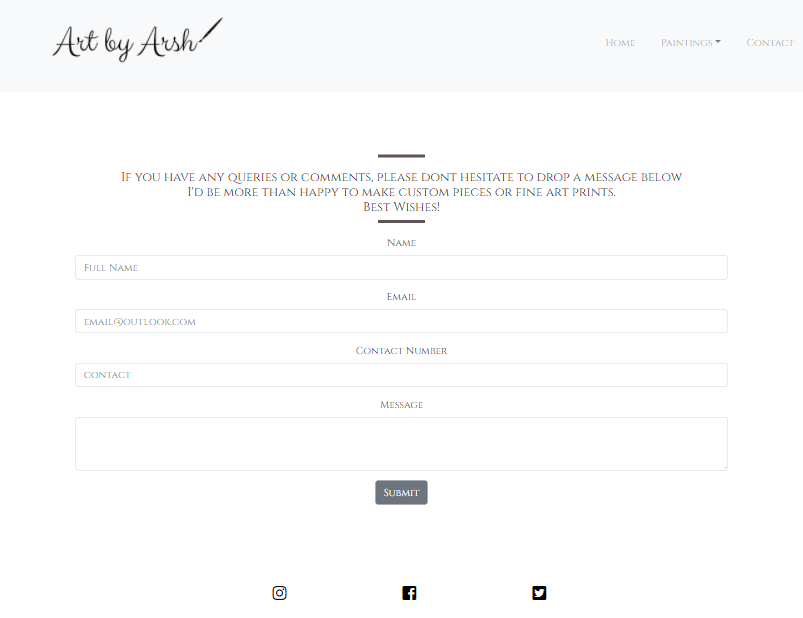 Art by Arsh
Home Paintings Contact
If you have any queries or comments, please dont hesitate to drop a message below
I'd be more than happy to make custom pieces or fine art prints.
Best Wishes!
Name
Full Name
Email
email@outlook.com
Contact Number
contact
Message
Submit